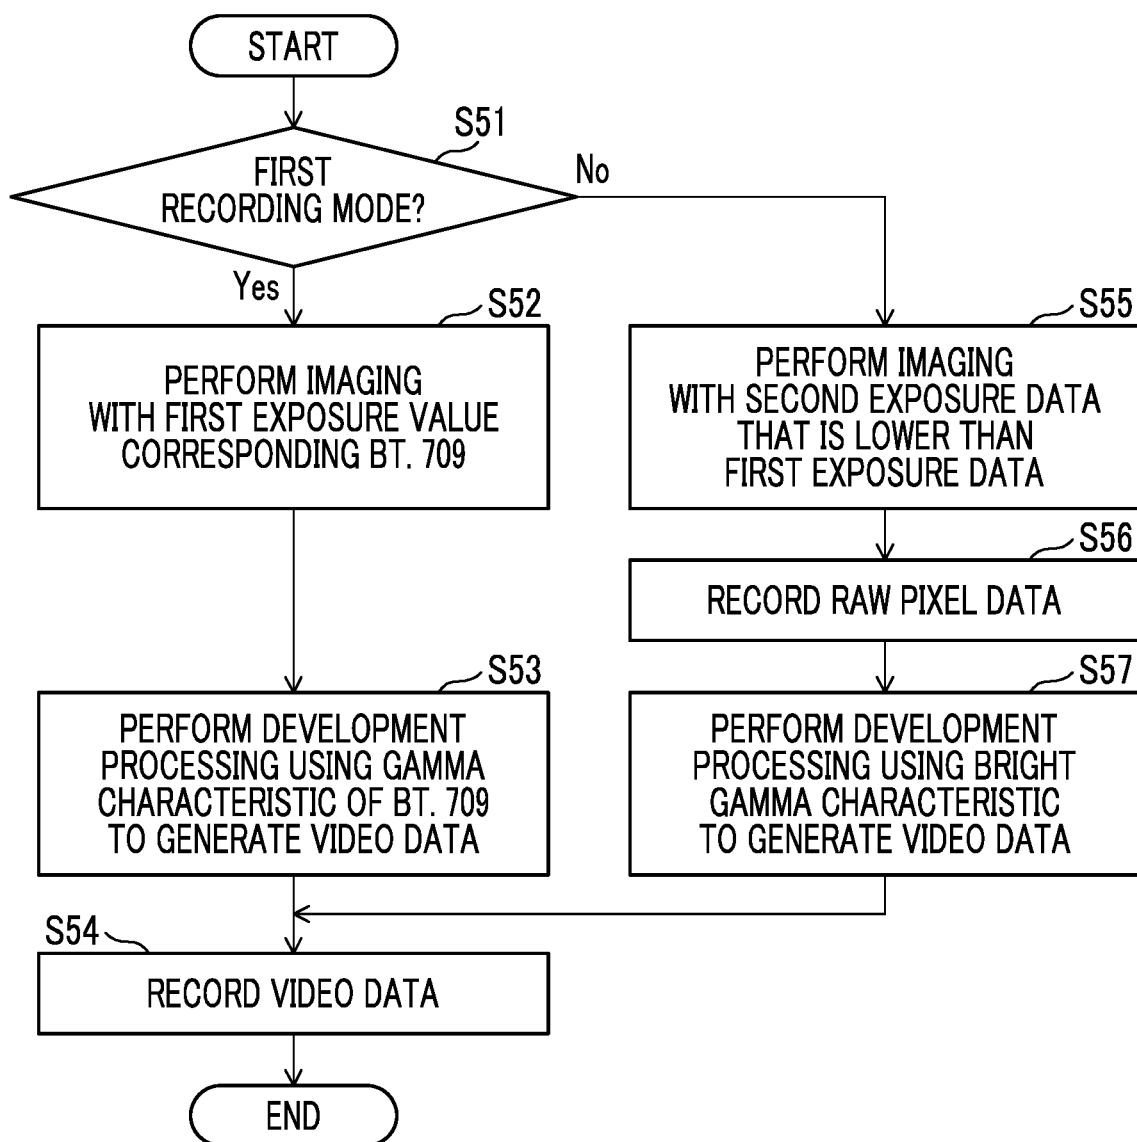 START
S51
FIRST
RECORDING MODE?
No
Yes
S52
PERFORM IMAGING
WITH FIRST EXPOSURE VALUE
CORRESPONDING BT. 709
S55
PERFORM IMAGING
WITH SECOND EXPOSURE DATA
THAT IS LOWER THAN
FIRST EXPOSURE DATA
S56
RECORD RAW PIXEL DATA
S53
PERFORM DEVELOPMENT
PROCESSING USING GAMMA
CHARACTERISTIC OF BT. 709
TO GENERATE VIDEO DATA
S57
PERFORM DEVELOPMENT
PROCESSING USING BRIGHT
GAMMA CHARACTERISTIC
TO GENERATE VIDEO DATA
S54
RECORD VIDEO DATA
END